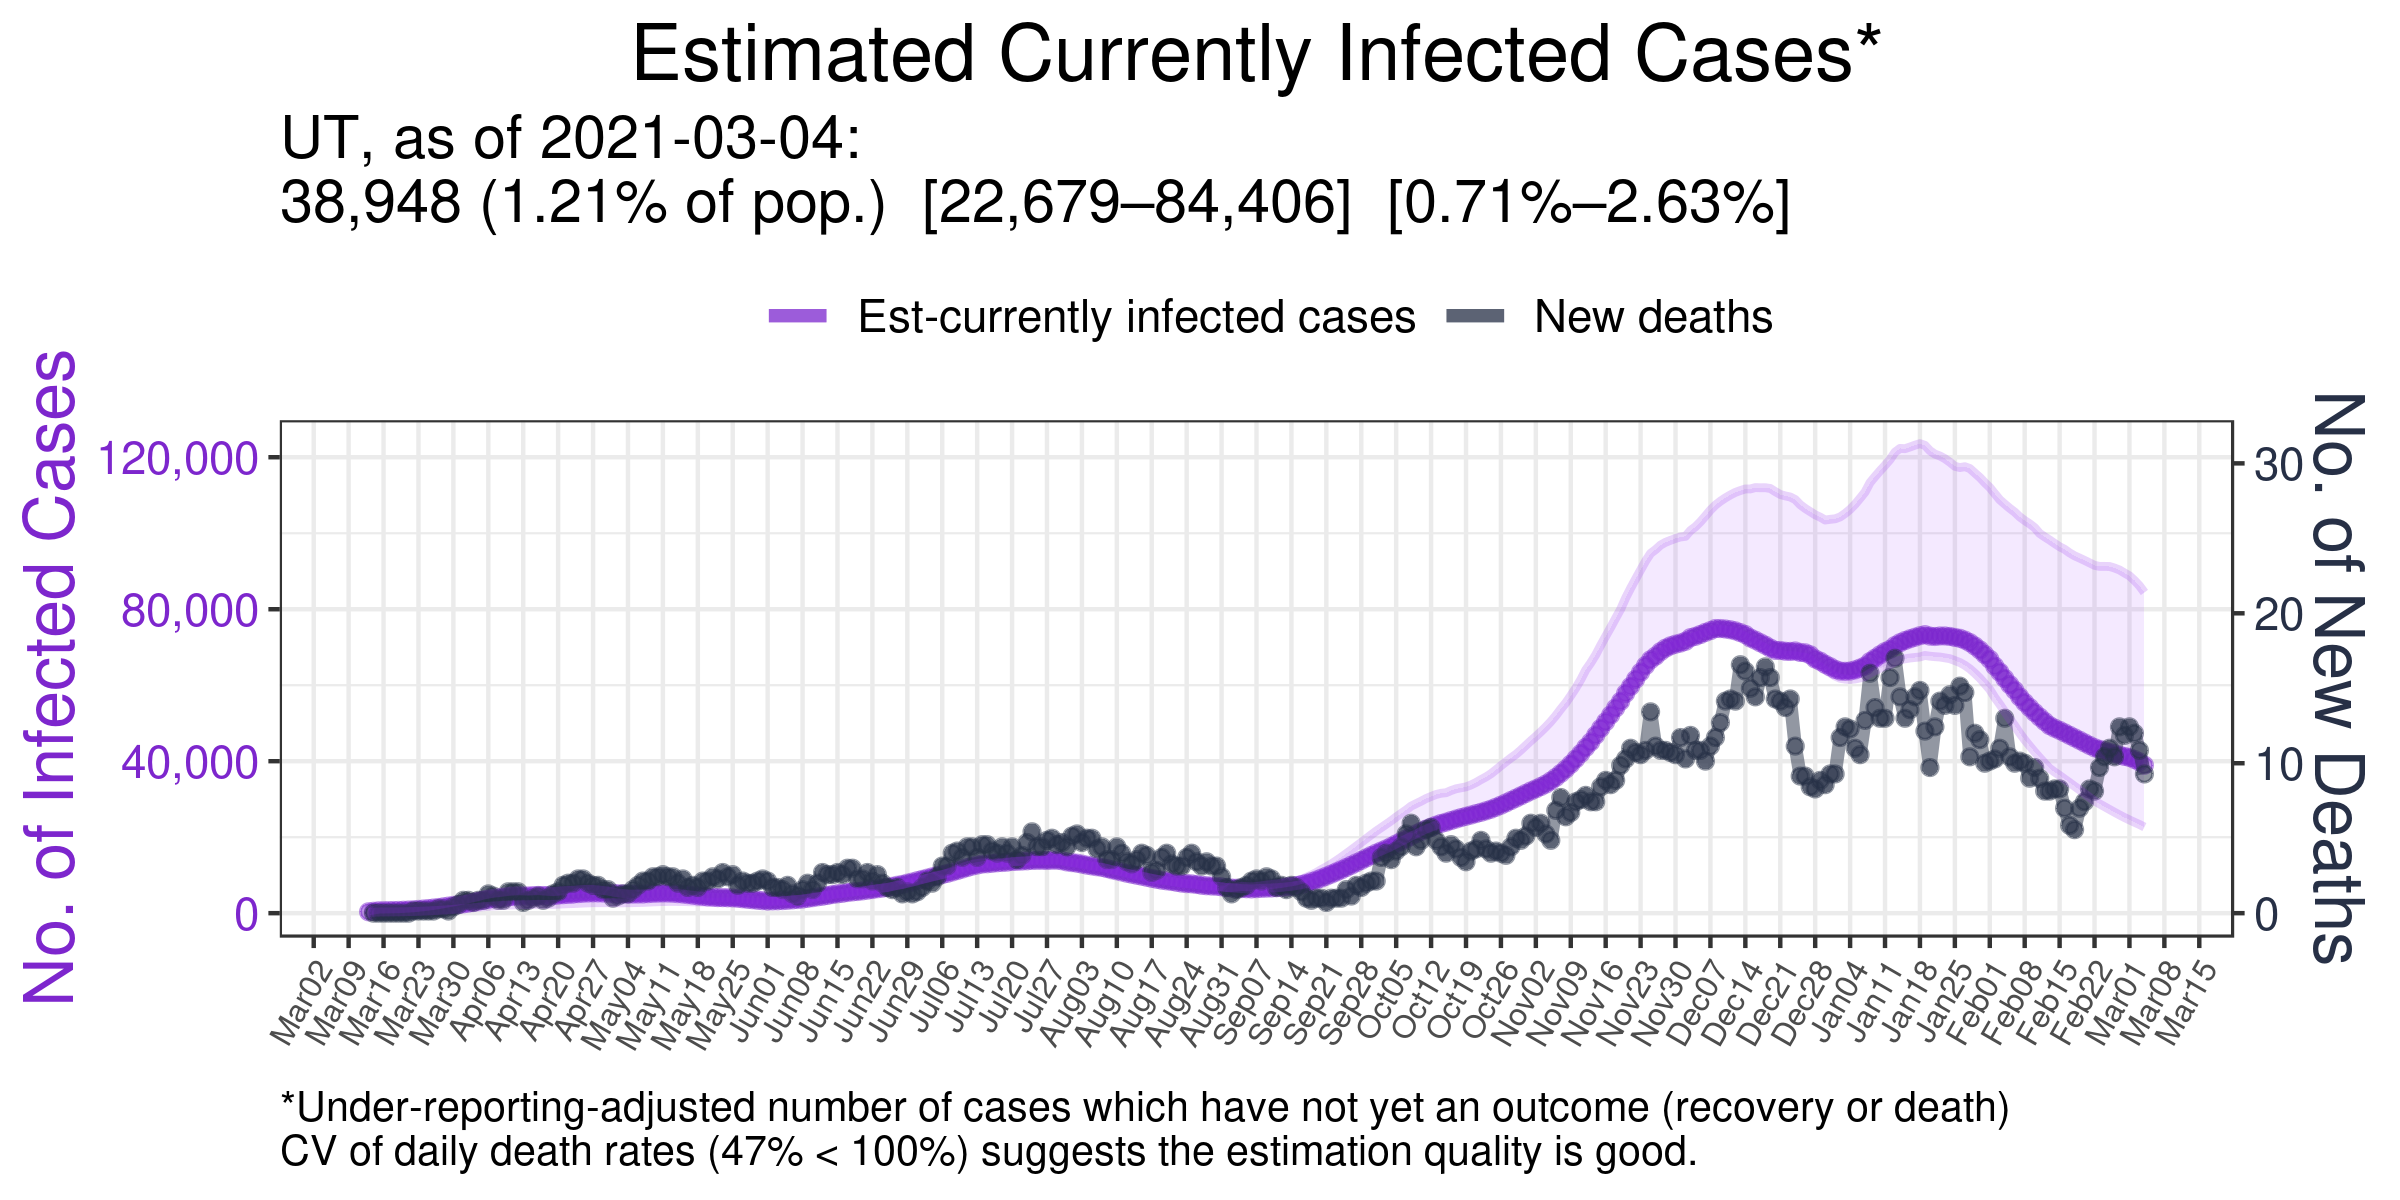 Estimated Currently Infected Cases*
UT, as of 2021-03-04:
38,948 (1.21% of pop.) [22,679–84,406] [0.71%–2.63%]
Est-currently infected cases
New deaths
No. of Infected Cases
120,000
80,000
40,000
0
30
20
10
0
No. of New Deaths
Mar02
Mar09
Mar16
Mar23
Mar30
Apr06
Apr13
Apr20
Apr27
May04
May11
May18
May25
Jun01
Jun08
Jun15
Jun22
Jun29
Jul06
Jul13
Jul20
Jul27
Aug03
Aug10
Aug17
Aug24
Aug31
Sep07
Sep14
Sep21
Sep28
Oct05
Oct12
Oct19
Oct26
Nov02
Nov09
Nov16
Nov23
Nov30
Dec07
Dec14
Dec21
Dec28
Jan04
Jan11
Jan18
Jan25
Feb01
Feb08
Feb15
Feb22
Mar01
Mar08
Mar15
*Under-reporting-adjusted number of cases which have not yet an outcome (recovery or death)
CV of daily death rates (47% < 100%) suggests the estimation quality is good.